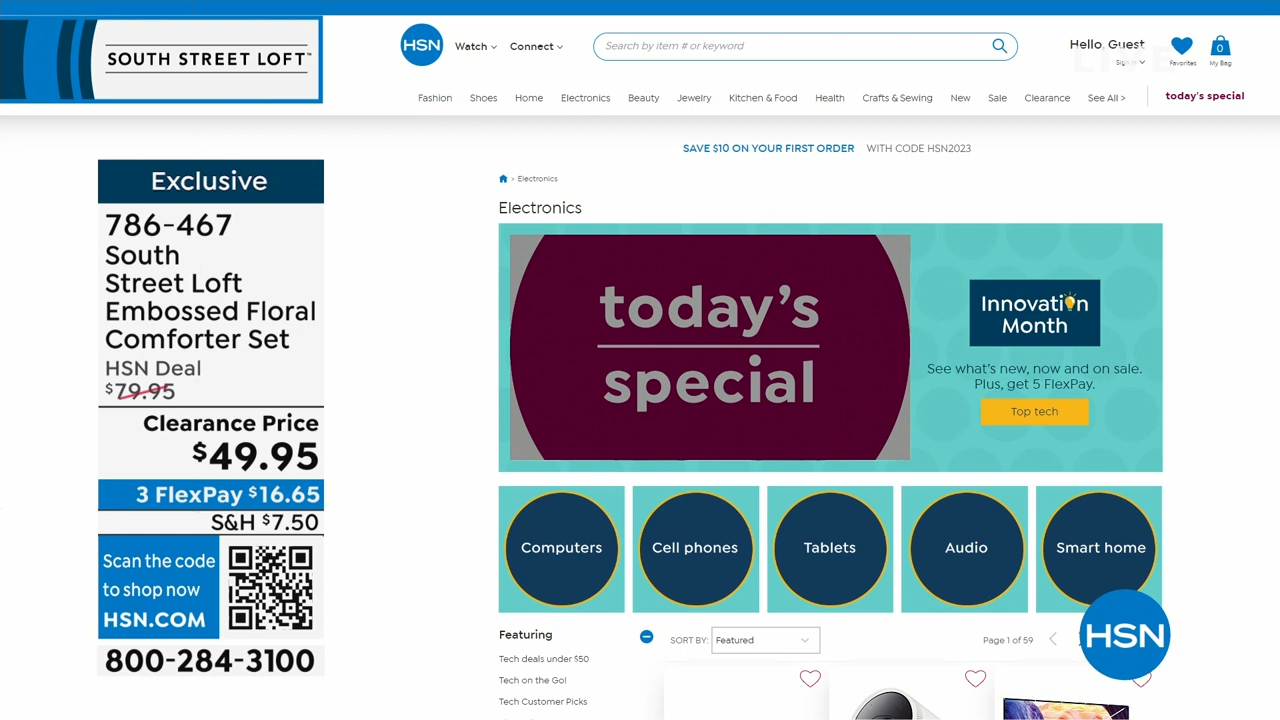 SOUTH STREET LOFT™
HSN
Watch
Connect
Search by item # or keyword
Hello, Guest
Sign in
LIVE
Favorites
0
My Bag
Fashion
Shoes
Home
Electronics
Beauty
Jewelry
Kitchen & Food
Health
Crafts & Sewing
New
Sale
Clearance
See All >
today's special
SAVE $10 ON YOUR FIRST ORDER WITH CODE HSN2023
> Electronics
Electronics
today's
special
Innovation
Month
See what's new, now and on sale.
Plus, get 5 FlexPay.
Top tech
Computers
Cell phones
Tablets
Audio
Smart home
Featuring
Tech deals under $50
Tech on the Go!
Tech Customer Picks
SORT BY: Featured
Page 1 of 59
HSN
Exclusive
786-467
South
Street Loft
Embossed Floral
Comforter Set
HSN Deal
$79.95
Clearance Price
$49.95
3 FlexPay $16.65
S&H $7.50
Scan the code
to shop now
HSN.COM
800-284-3100